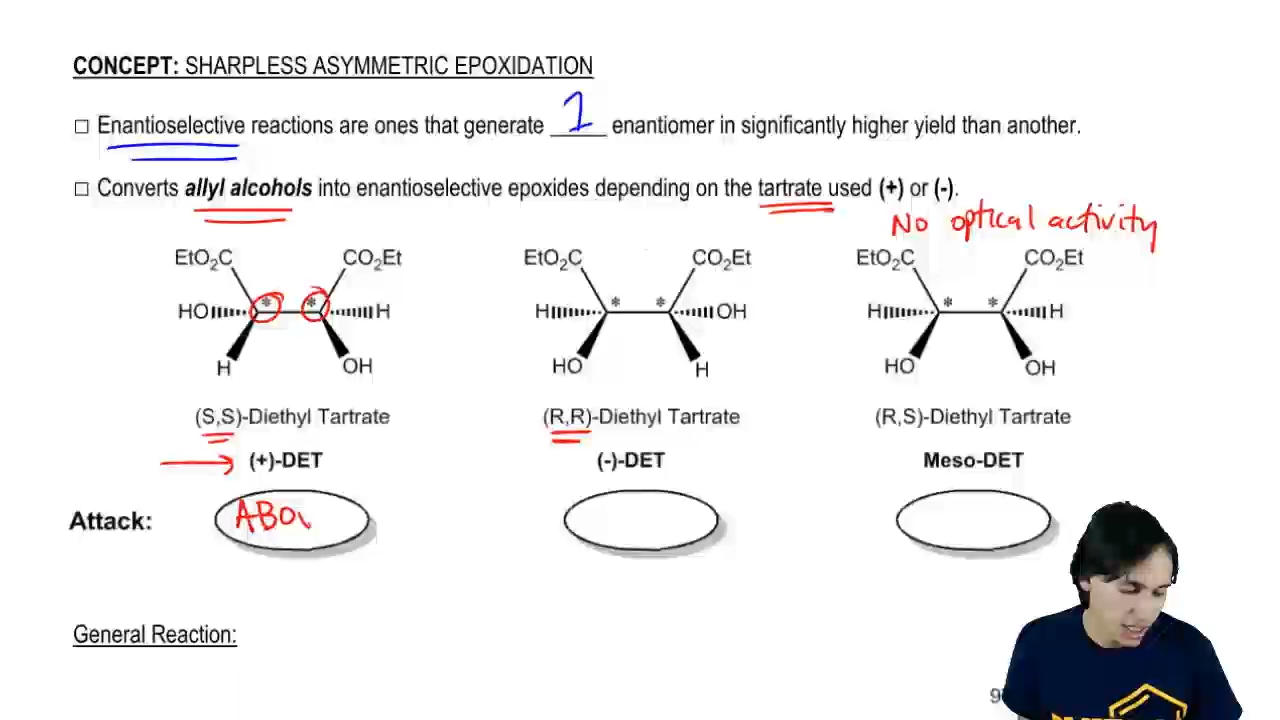 CONCEPT: SHARPLESS ASYMMETRIC EPOXIDATION
□ Enantioselective reactions are ones that generate 1 enantiomer in significantly higher yield than another.
□ Converts allyl alcohols into enantioselective epoxides depending on the tartrate used (+) or (-).
No optical activity
EtO₂C CO₂Et EtO₂C CO₂Et EtO₂C CO₂Et
* * * * * *
HO H H OH H H
H OH HO H HO OH
(S,S)-Diethyl Tartrate (R,R)-Diethyl Tartrate (R,S)-Diethyl Tartrate
(+)-DET (-)-DET Meso-DET
Attack: ABO
General Reaction: